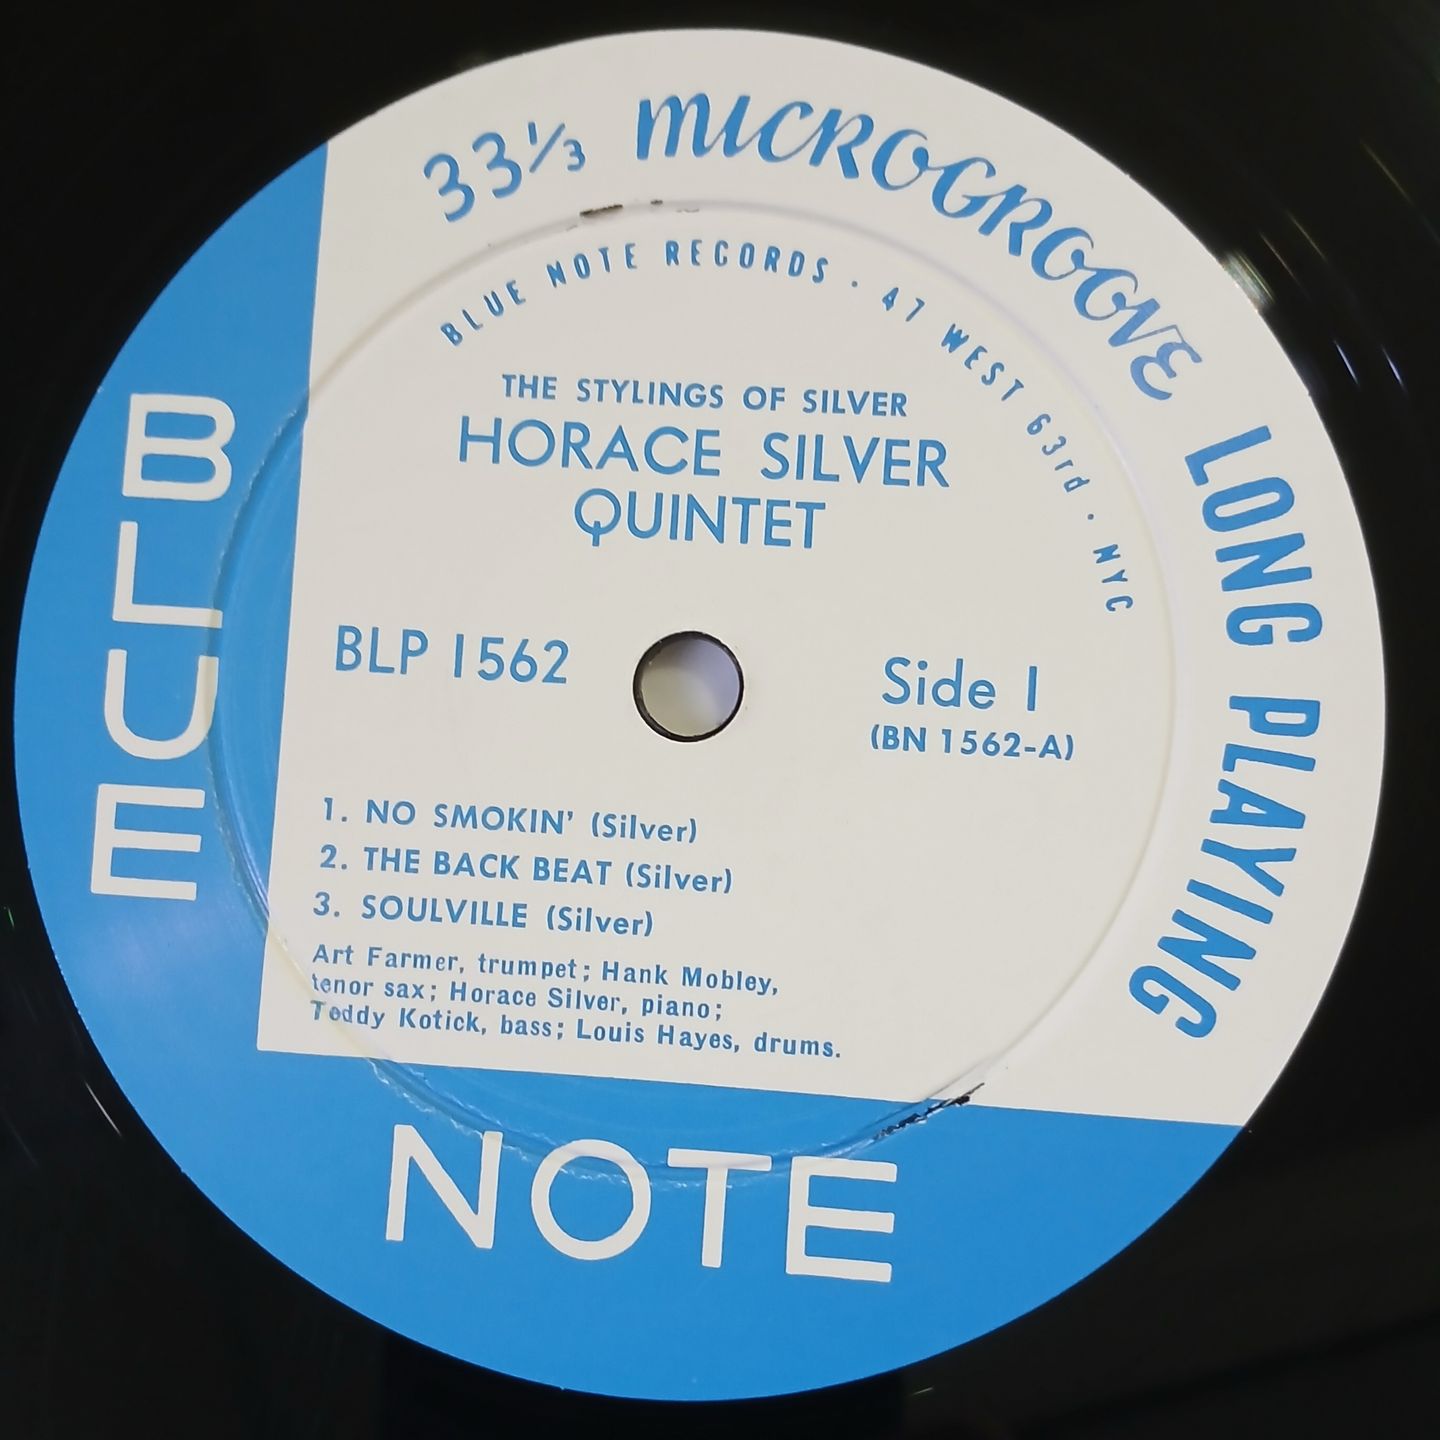 33⅓ MICROGROOVE LONG PLAYING
BLUE NOTE RECORDS · 47 WEST 63rd · NYC
THE STYLINGS OF SILVER
HORACE SILVER
QUINTET
BLP 1562
Side 1
(BN 1562-A)
1. NO SMOKIN' (Silver)
2. THE BACK BEAT (Silver)
3. SOULVILLE (Silver)
Art Farmer, trumpet; Hank Mobley,
tenor sax; Horace Silver, piano;
Teddy Kotick, bass; Louis Hayes, drums.
BLUE
NOTE